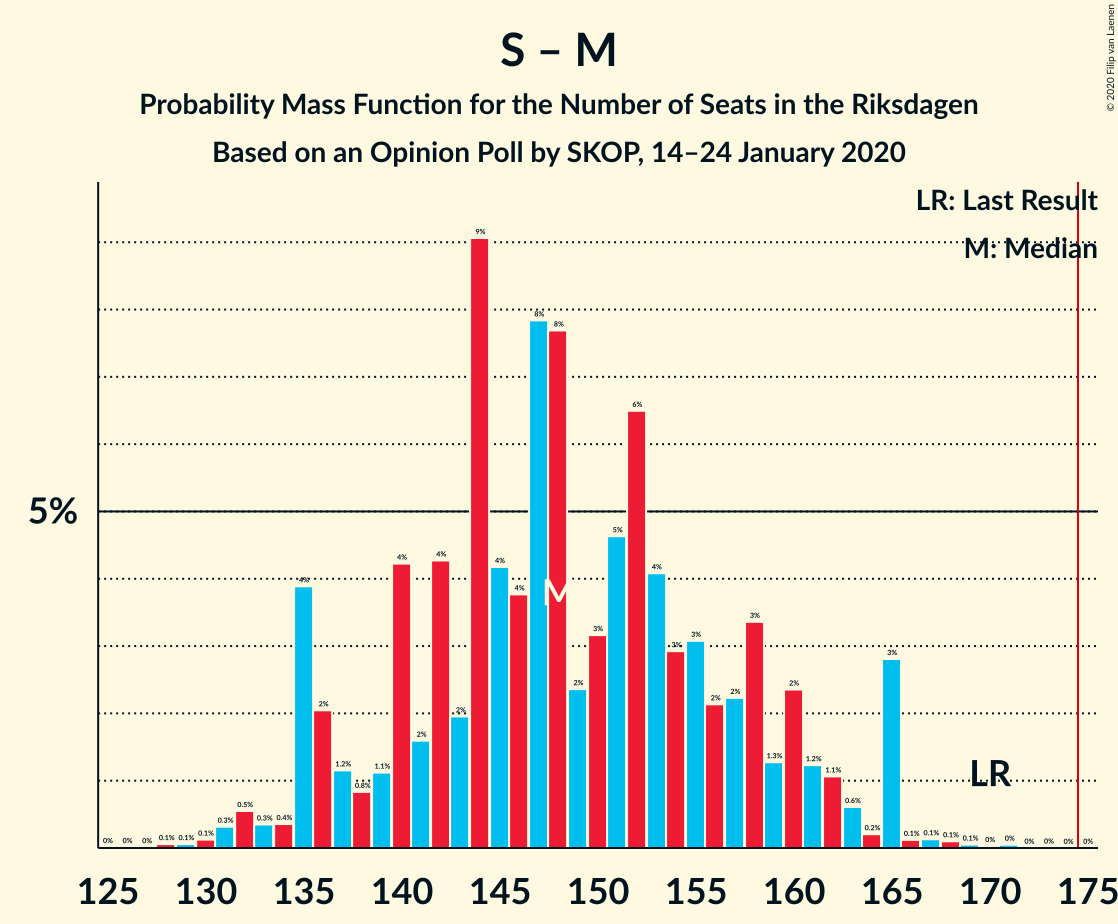 S – M
Probability Mass Function for the Number of Seats in the Riksdagen
Based on an Opinion Poll by SKOP, 14–24 January 2020
© 2020 Filip van Laenen
LR: Last Result
M: Median
5%
0% 0% 0% 0.1% 0.1% 0.1% 0.3% 0.5% 0.3% 0.4% 4% 2% 1.2% 0.8% 1.1% 4% 2% 4% 2% 9% 4% 4% 8% 8% 2% 3% 5% 6% 4% 3% 3% 2% 2% 3% 1.3% 2% 1.2% 1.1% 0.6% 0.2% 3% 0.1% 0.1% 0.1% 0.1% 0% 0% 0% 0% 0% 0%
M
LR
125 130 135 140 145 150 155 160 165 170 175